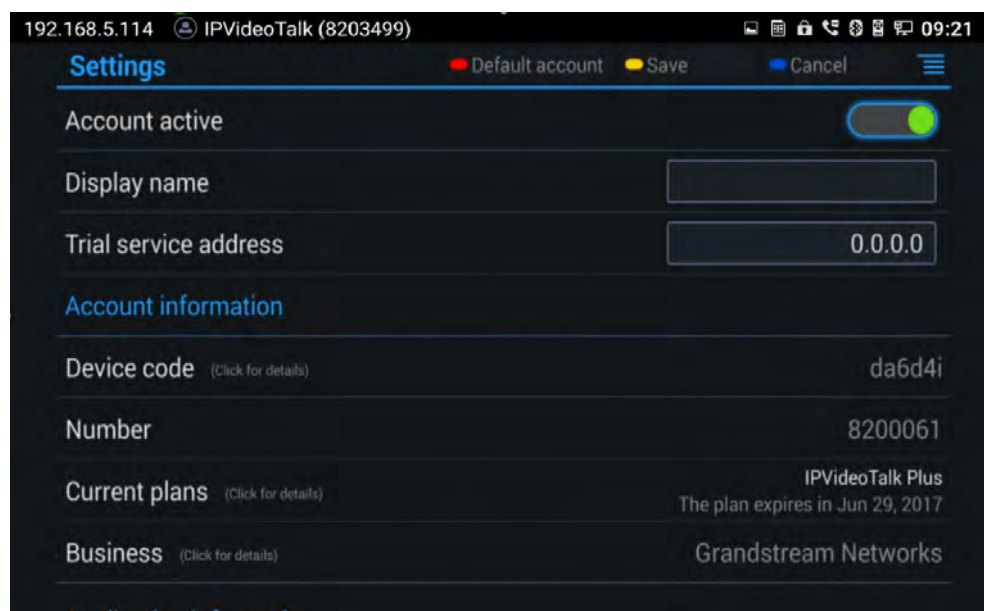 192.168.5.114 IPVideoTalk (8203499) 09:21
Settings Default account Save Cancel
Account active
Display name
Trial service address 0.0.0.0
Account information
Device code (Click for details) da6d4i
Number 8200061
Current plans (Click for details) IPVideoTalk Plus
The plan expires in Jun 29, 2017
Business (Click for details) Grandstream Networks